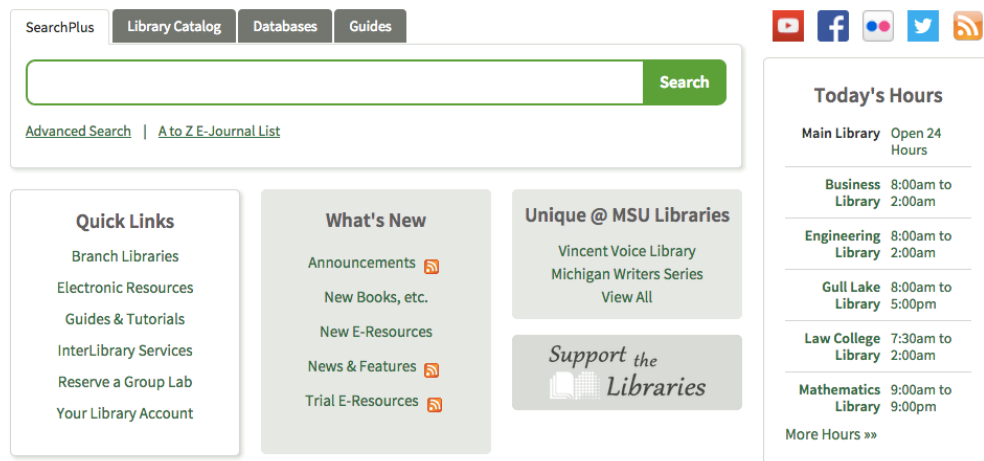 SearchPlus Library Catalog Databases Guides
Search
Advanced Search | A to Z E-Journal List
Quick Links
Branch Libraries
Electronic Resources
Guides & Tutorials
InterLibrary Services
Reserve a Group Lab
Your Library Account
What's New
Announcements
New Books, etc.
New E-Resources
News & Features
Trial E-Resources
Unique @ MSU Libraries
Vincent Voice Library
Michigan Writers Series
View All
Support the
Libraries
Today's Hours
Main Library Open 24
Hours
Business 8:00am to
Library 2:00am
Engineering 8:00am to
Library 2:00am
Gull Lake 8:00am to
Library 5:00pm
Law College 7:30am to
Library 2:00am
Mathematics 9:00am to
Library 9:00pm
More Hours »»